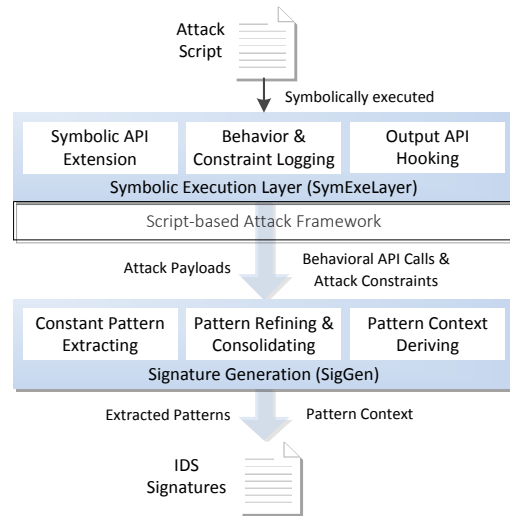 Attack
Script
Symbolically executed
Symbolic API
Extension
Behavior &
Constraint Logging
Output API
Hooking
Symbolic Execution Layer (SymExeLayer)
Script-based Attack Framework
Attack Payloads
Behavioral API Calls &
Attack Constraints
Constant Pattern
Extracting
Pattern Refining &
Consolidating
Pattern Context
Deriving
Signature Generation (SigGen)
Extracted Patterns
Pattern Context
IDS
Signatures